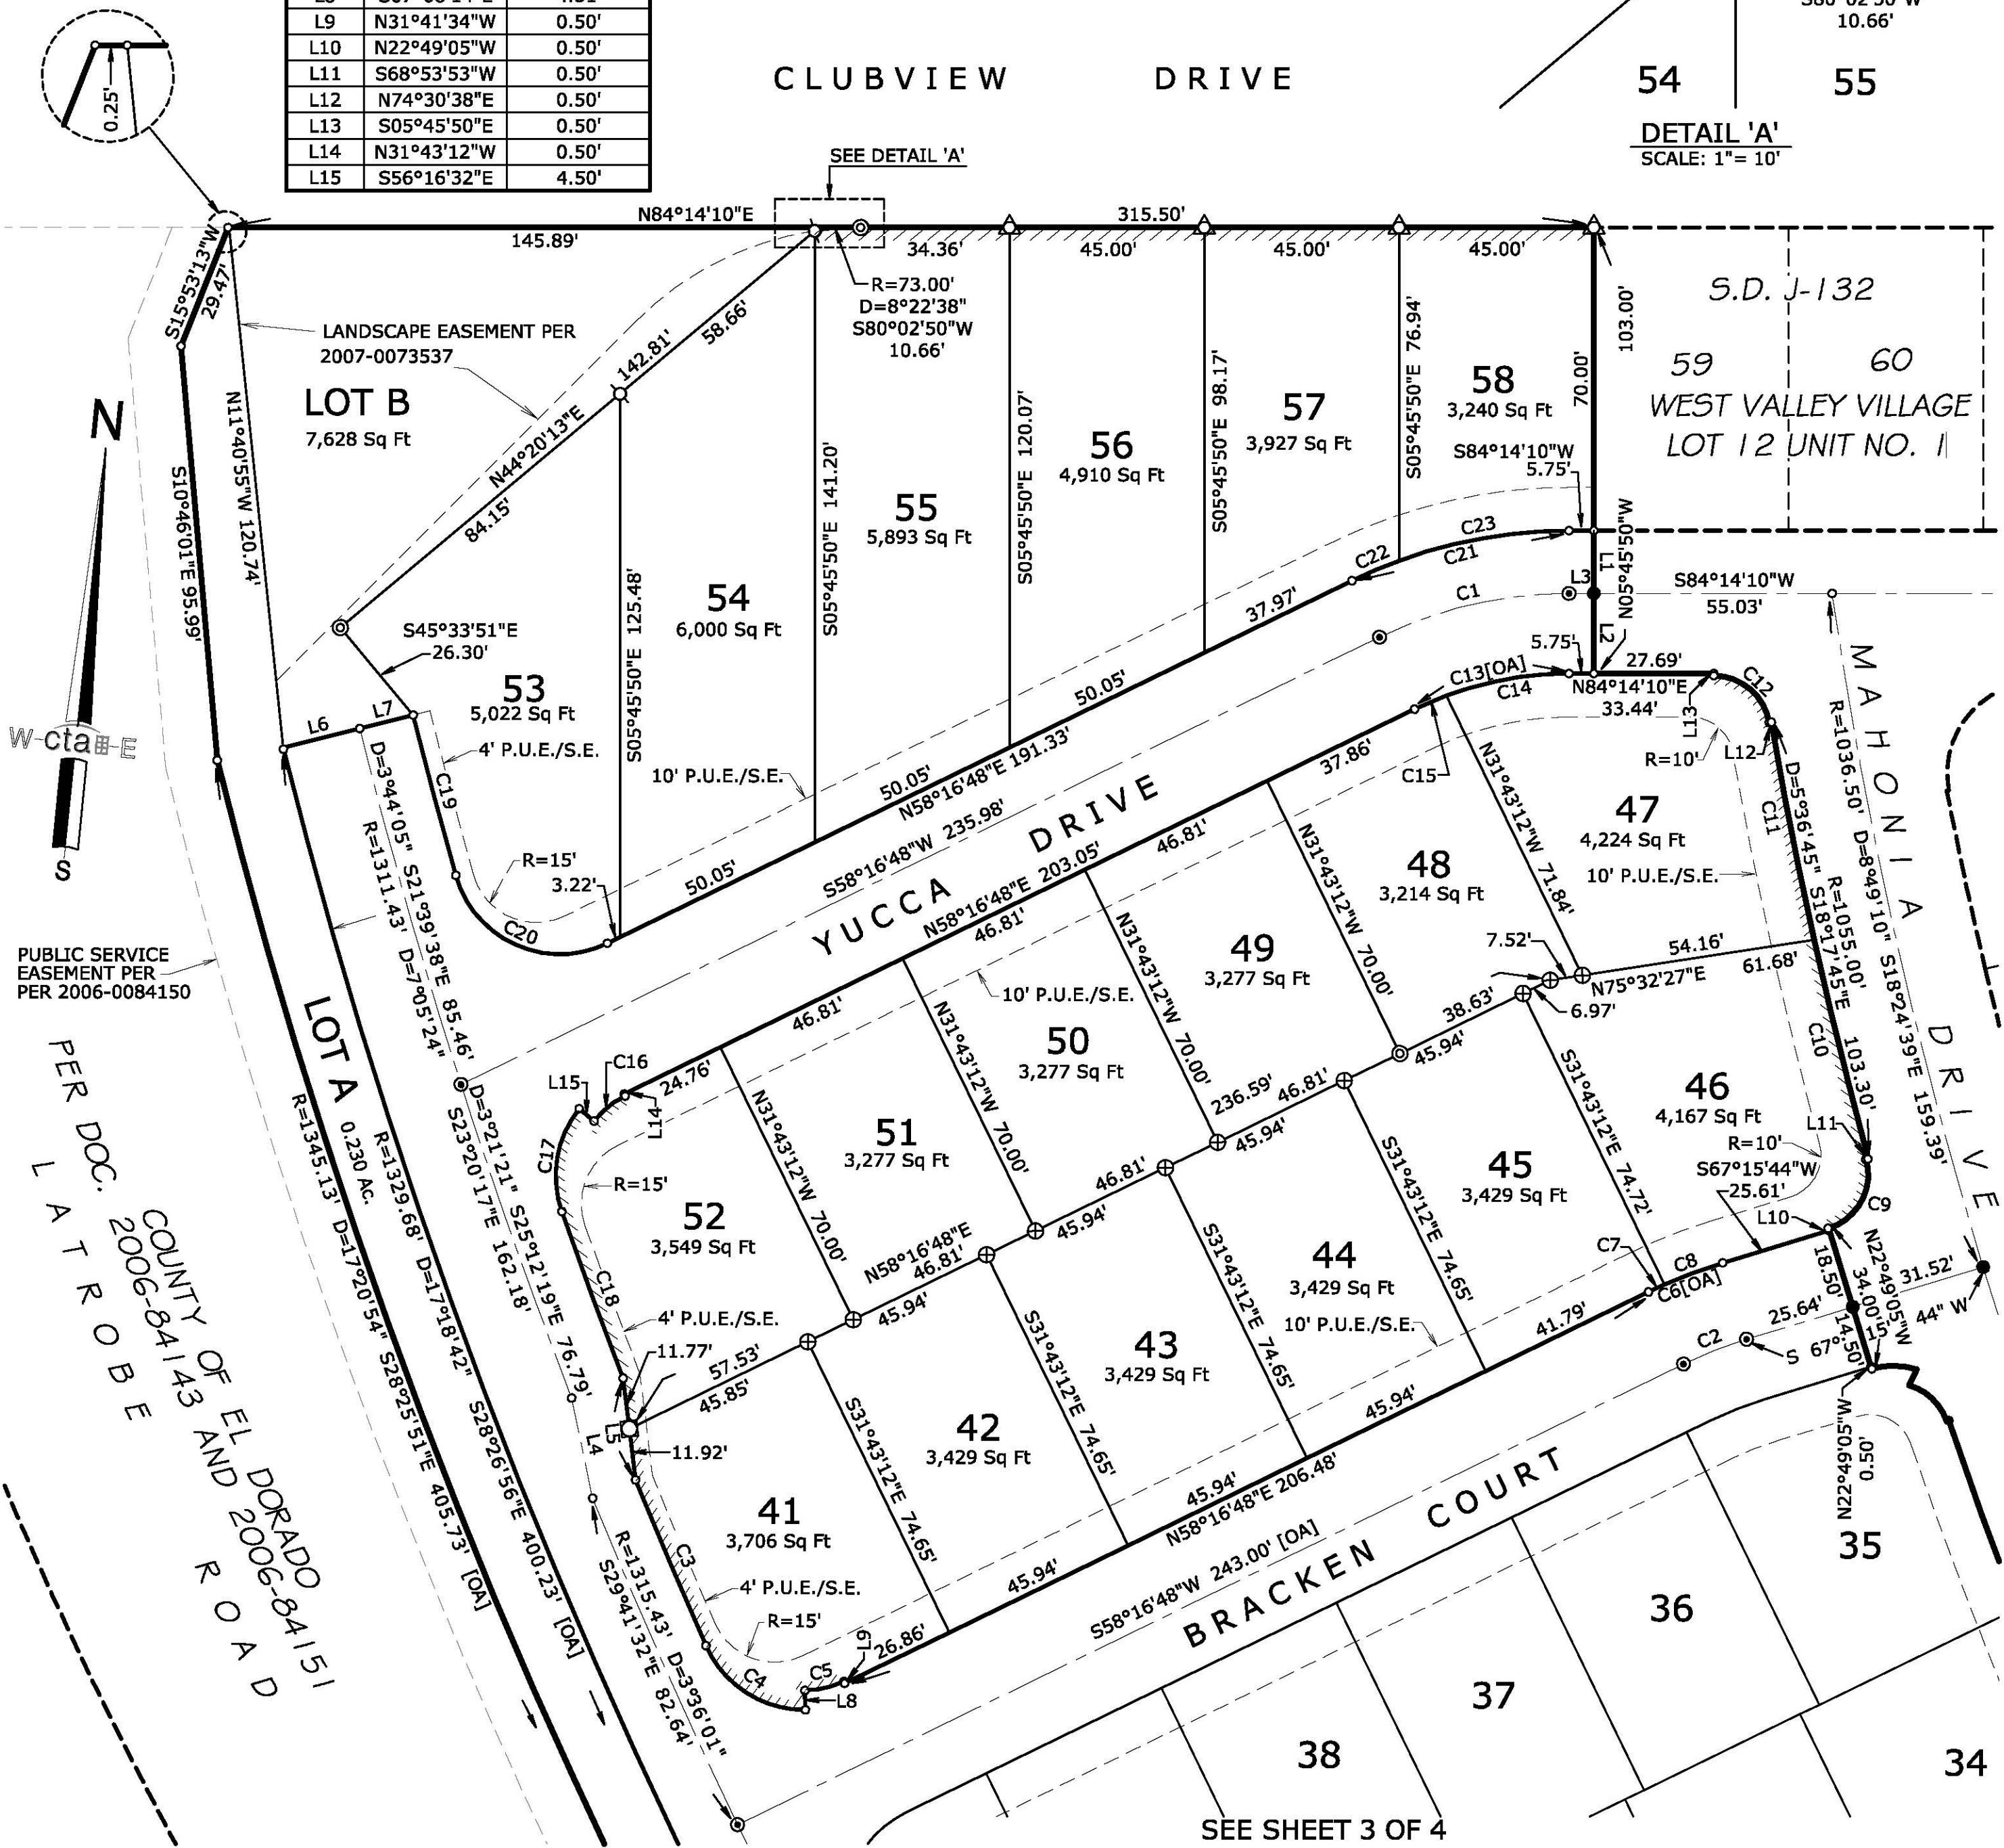 L9 N31°41'34"W 0.50'
L10 N22°49'05"W 0.50'
L11 S68°53'53"W 0.50'
L12 N74°30'38"E 0.50'
L13 S05°45'50"E 0.50'
L14 N31°43'12"W 0.50'
L15 S56°16'32"E 4.50'
0.25'
CLUBVIEW DRIVE
10.66'
54 55
DETAIL 'A'
SCALE: 1"= 10'
SEE DETAIL 'A'
N84°14'10"E
315.50'
145.89'
34.36'
45.00'
45.00'
45.00'
S15°53'13"W
29.47'
R=73.00'
D=8°22'38"
S80°02'50"W
10.66'
LANDSCAPE EASEMENT PER
2007-0073537
LOT B
7,628 Sq Ft
N
W cta E
S
N11°40'55"W 120.74'
S10°46'01"E 95.99'
142.81'
58.66'
N44°20'13"E
84.15'
S45°33'51"E
26.30'
53
5,022 Sq Ft
L6
L7
4' P.U.E./S.E.
C19
R=15'
3.22'
C20
S05°45'50"E 125.48'
54
6,000 Sq Ft
S05°45'50"E 141.20'
55
5,893 Sq Ft
S05°45'50"E 120.07'
56
4,910 Sq Ft
S05°45'50"E 98.17'
57
3,927 Sq Ft
S05°45'50"E 76.94'
58
3,240 Sq Ft
S84°14'10"W
5.75'
70.00'
103.00'
S.D. J-132
59
60
WEST VALLEY VILLAGE
LOT 12 UNIT NO. 1
C23
C22
C21
C1
L3
L1
L2
N05°45'50"W
S84°14'10"W
55.03'
37.97'
50.05'
50.05'
50.05'
N58°16'48"E 191.33'
S58°16'48"W 235.98'
10' P.U.E./S.E.
YUCCA DRIVE
N58°16'48"E 203.05'
5.75'
27.69'
N84°14'10"E
33.44'
C13[OA]
C14
C15
C12
L13
L12
R=10'
C11
37.86'
46.81'
46.81'
46.81'
24.76'
MAHONIA DRIVE
R=1036.50' D=8°49'10" S18°24'39"E 159.39'
D=5°36'45" S18°17'45"E 103.30'
R=1055.00'
47
4,224 Sq Ft
10' P.U.E./S.E.
N31°43'12"W 71.84'
48
3,214 Sq Ft
N31°43'12"W 70.00'
49
3,277 Sq Ft
N31°43'12"W 70.00'
50
3,277 Sq Ft
10' P.U.E./S.E.
N31°43'12"W 70.00'
51
3,277 Sq Ft
N31°43'12"W 70.00'
52
3,549 Sq Ft
L15
C16
L14
C17
R=15'
C18
4' P.U.E./S.E.
11.77'
L5
11.92'
L4
7.52'
54.16'
61.68'
N75°32'27"E
6.97'
38.63'
45.94'
46.81'
236.59'
45.94'
46.81'
45.94'
N58°16'48"E
46.81'
45.94'
57.53'
45.85'
C10
46
4,167 Sq Ft
L11
R=10'
S67°15'44"W
25.61'
L10
C9
S31°43'12"E 74.72'
45
3,429 Sq Ft
S31°43'12"E 74.65'
44
3,429 Sq Ft
10' P.U.E./S.E.
S31°43'12"E 74.65'
43
3,429 Sq Ft
S31°43'12"E 74.65'
42
3,429 Sq Ft
S31°43'12"E 74.65'
41
3,706 Sq Ft
C3
4' P.U.E./S.E.
R=15'
C4
C5
L8
L9
26.86'
45.94'
45.94'
45.94'
41.79'
N58°16'48"E 206.48'
C7
C8
C6[OA]
C2
25.64'
31.52'
S 67° 15' 44" W
18.50'
34.00'
14.50'
N22°49'05"W
N22°49'05"W
0.50'
S58°16'48"W 243.00' [OA]
BRACKEN COURT
35
36
37
38
34
SEE SHEET 3 OF 4
PUBLIC SERVICE
EASEMENT PER
PER 2006-0084150
D=3°44'05" S21°39'38"E 85.46'
R=1311.43' D=7°05'24"
D=3°21'21" S25°12'19"E 76.79'
S23°20'17"E 162.18'
R=1315.43' D=3°36'01"
S29°41'32"E 82.64'
LOT A
0.230 Ac.
R=1329.68' D=17°18'42" S28°26'56"E 400.23' [OA]
R=1345.13' D=17°20'54" S28°25'51"E 405.73' [OA]
COUNTY OF EL DORADO
PER DOC. 2006-84143 AND 2006-84151
LATROBE ROAD